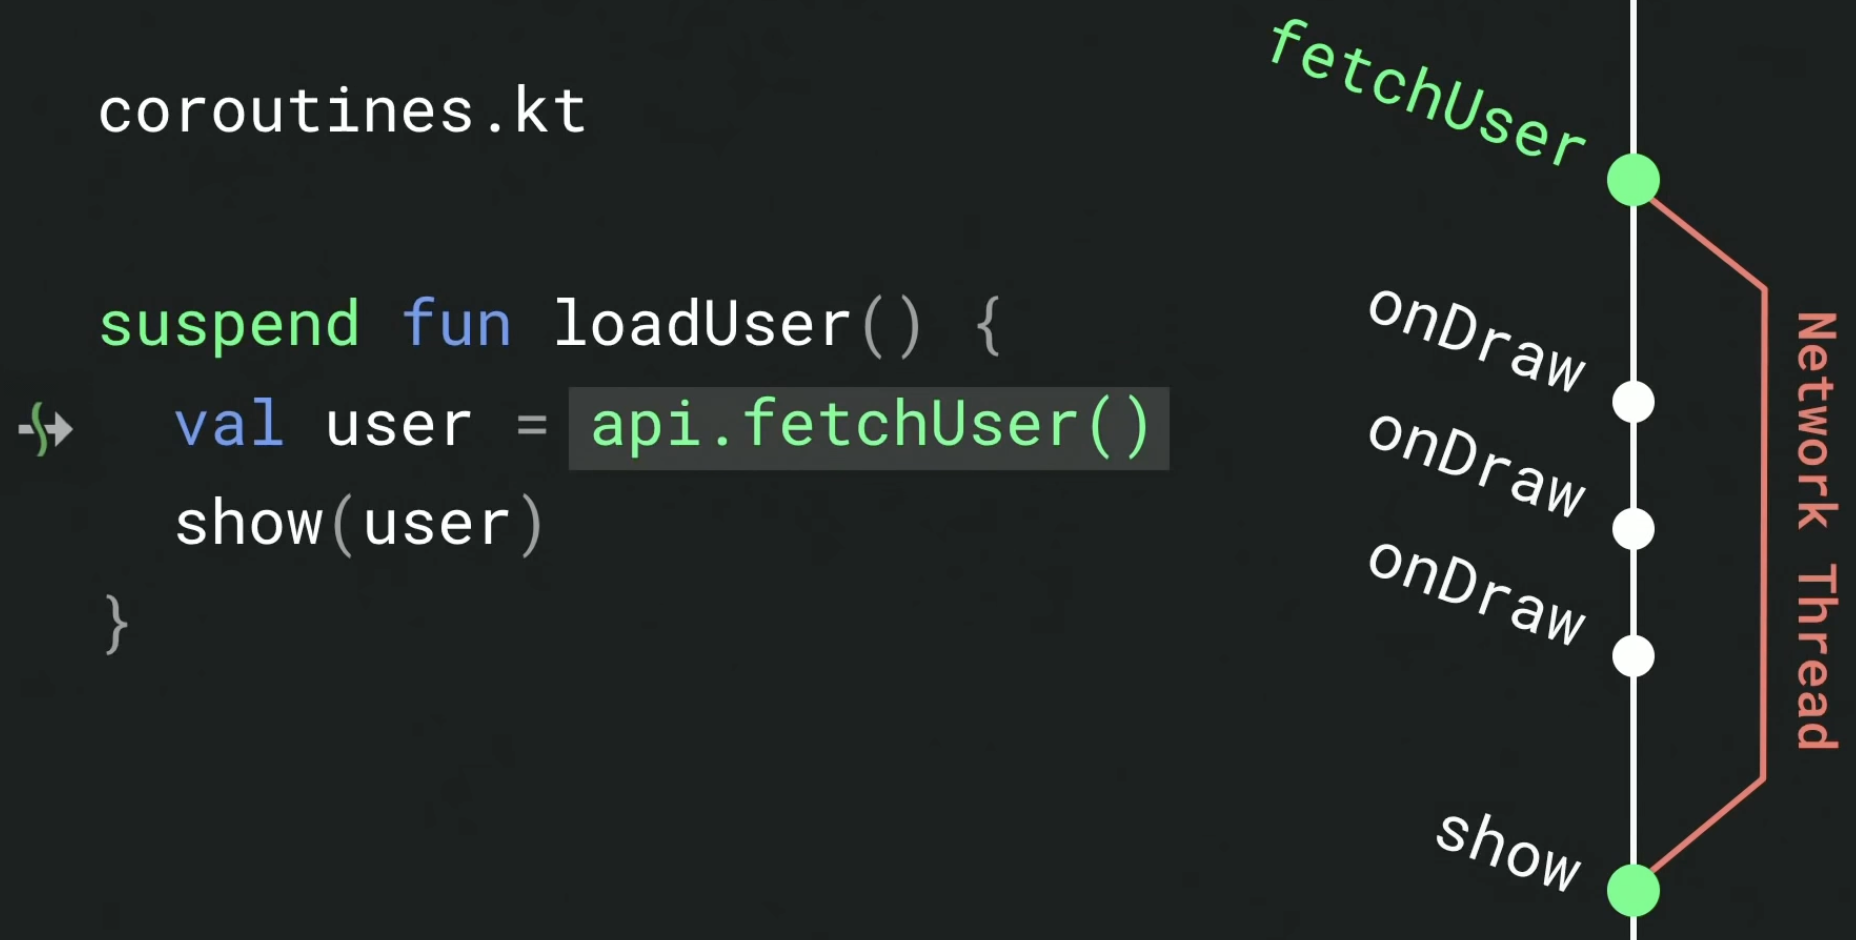 coroutines.kt
suspend fun loadUser() {
  val user = api.fetchUser()
  show(user)
}
fetchUser
onDraw
onDraw
onDraw
show
Network Thread